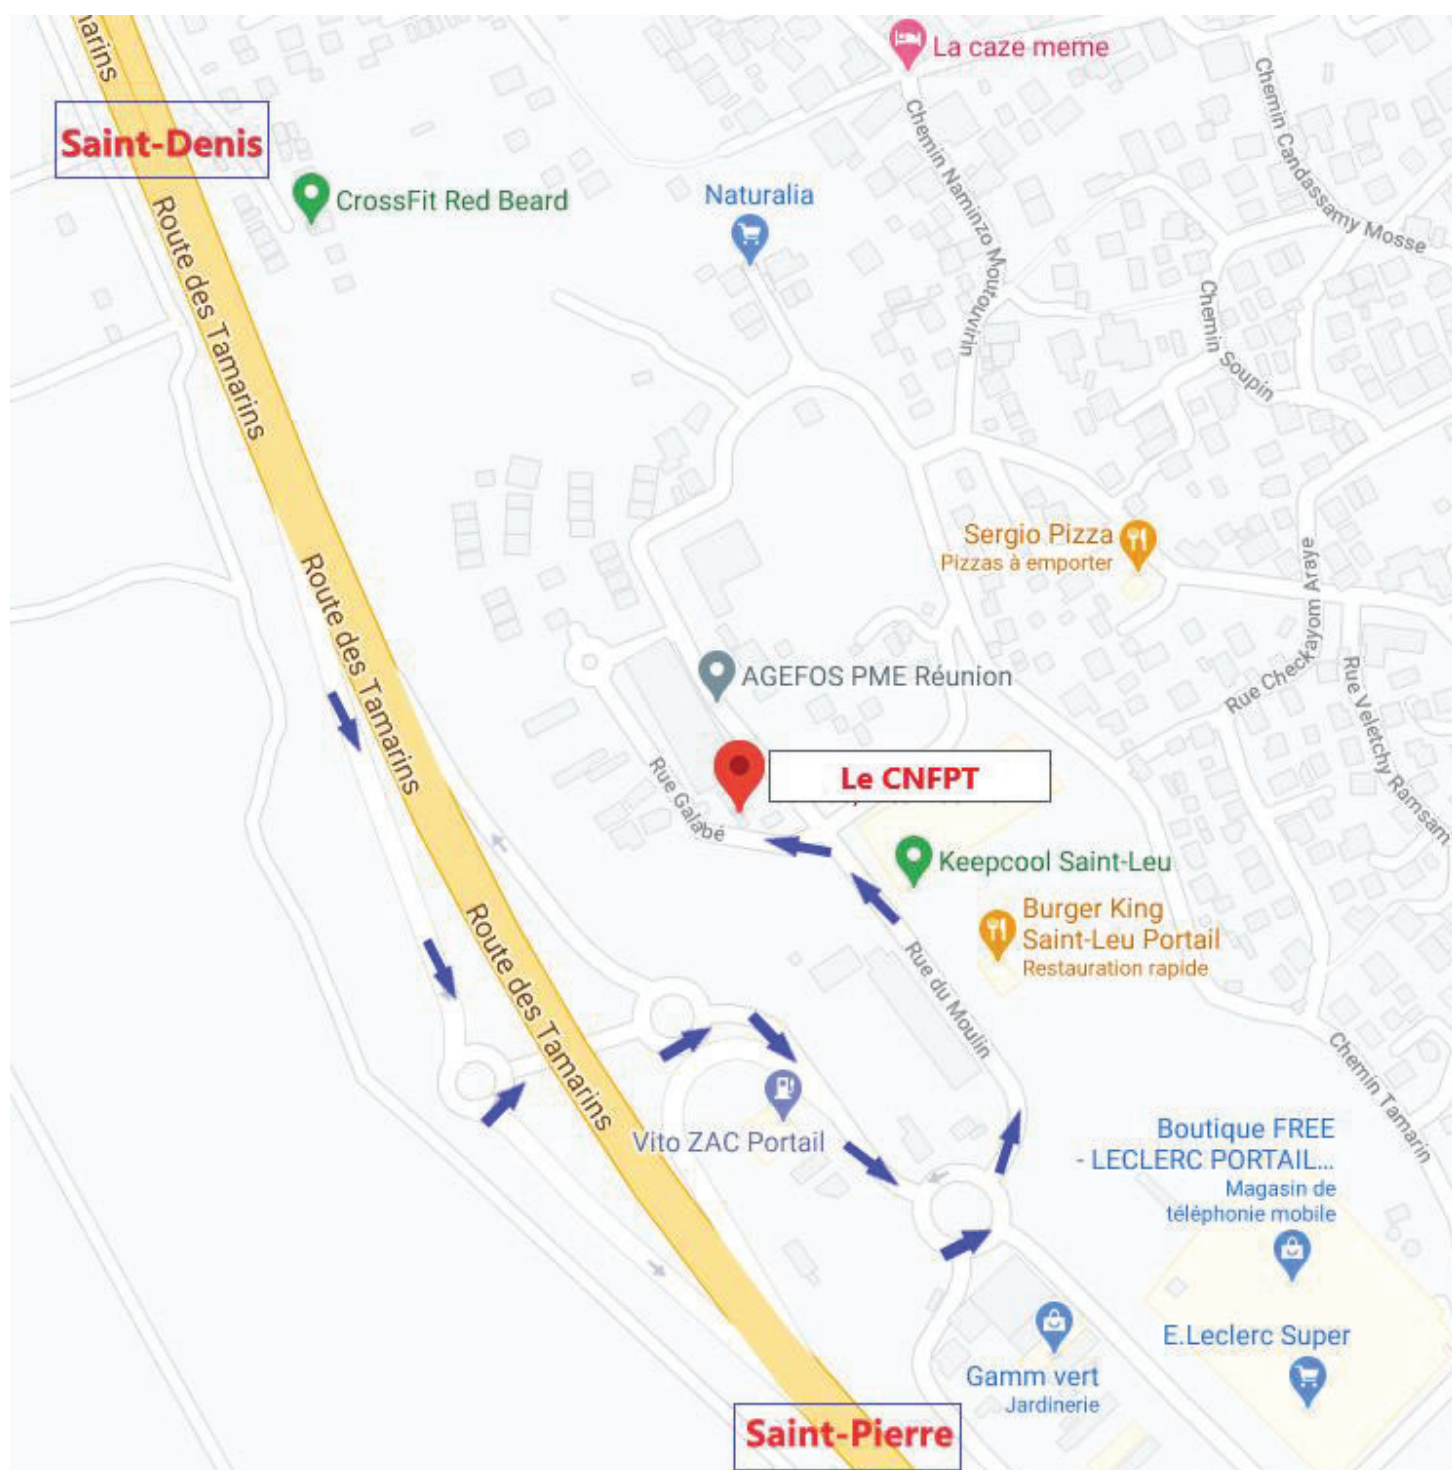 arins
La caze meme
Saint-Denis
Chemin Candassamy Mosse
Chemin Naminzo Moutouvirin
CrossFit Red Beard
Naturalia
Route des Tamarins
Chemin Soupin
Sergio Pizza
Pizzas à emporter
Route des Tamarins
Rue Checkayom Araye
Rue Veletchy Ramsam
AGEFOS PME Réunion
Le CNFPT
Rue Galabé
Keepcool Saint-Leu
Burger King
Saint-Leu Portail
Restauration rapide
Route des Tamarins
Rue du Moulin
Chemin Tamarin
Vito ZAC Portail
Boutique FREE
- LECLERC PORTAIL...
Magasin de
téléphonie mobile
E.Leclerc Super
Gamm vert
Jardinerie
Saint-Pierre